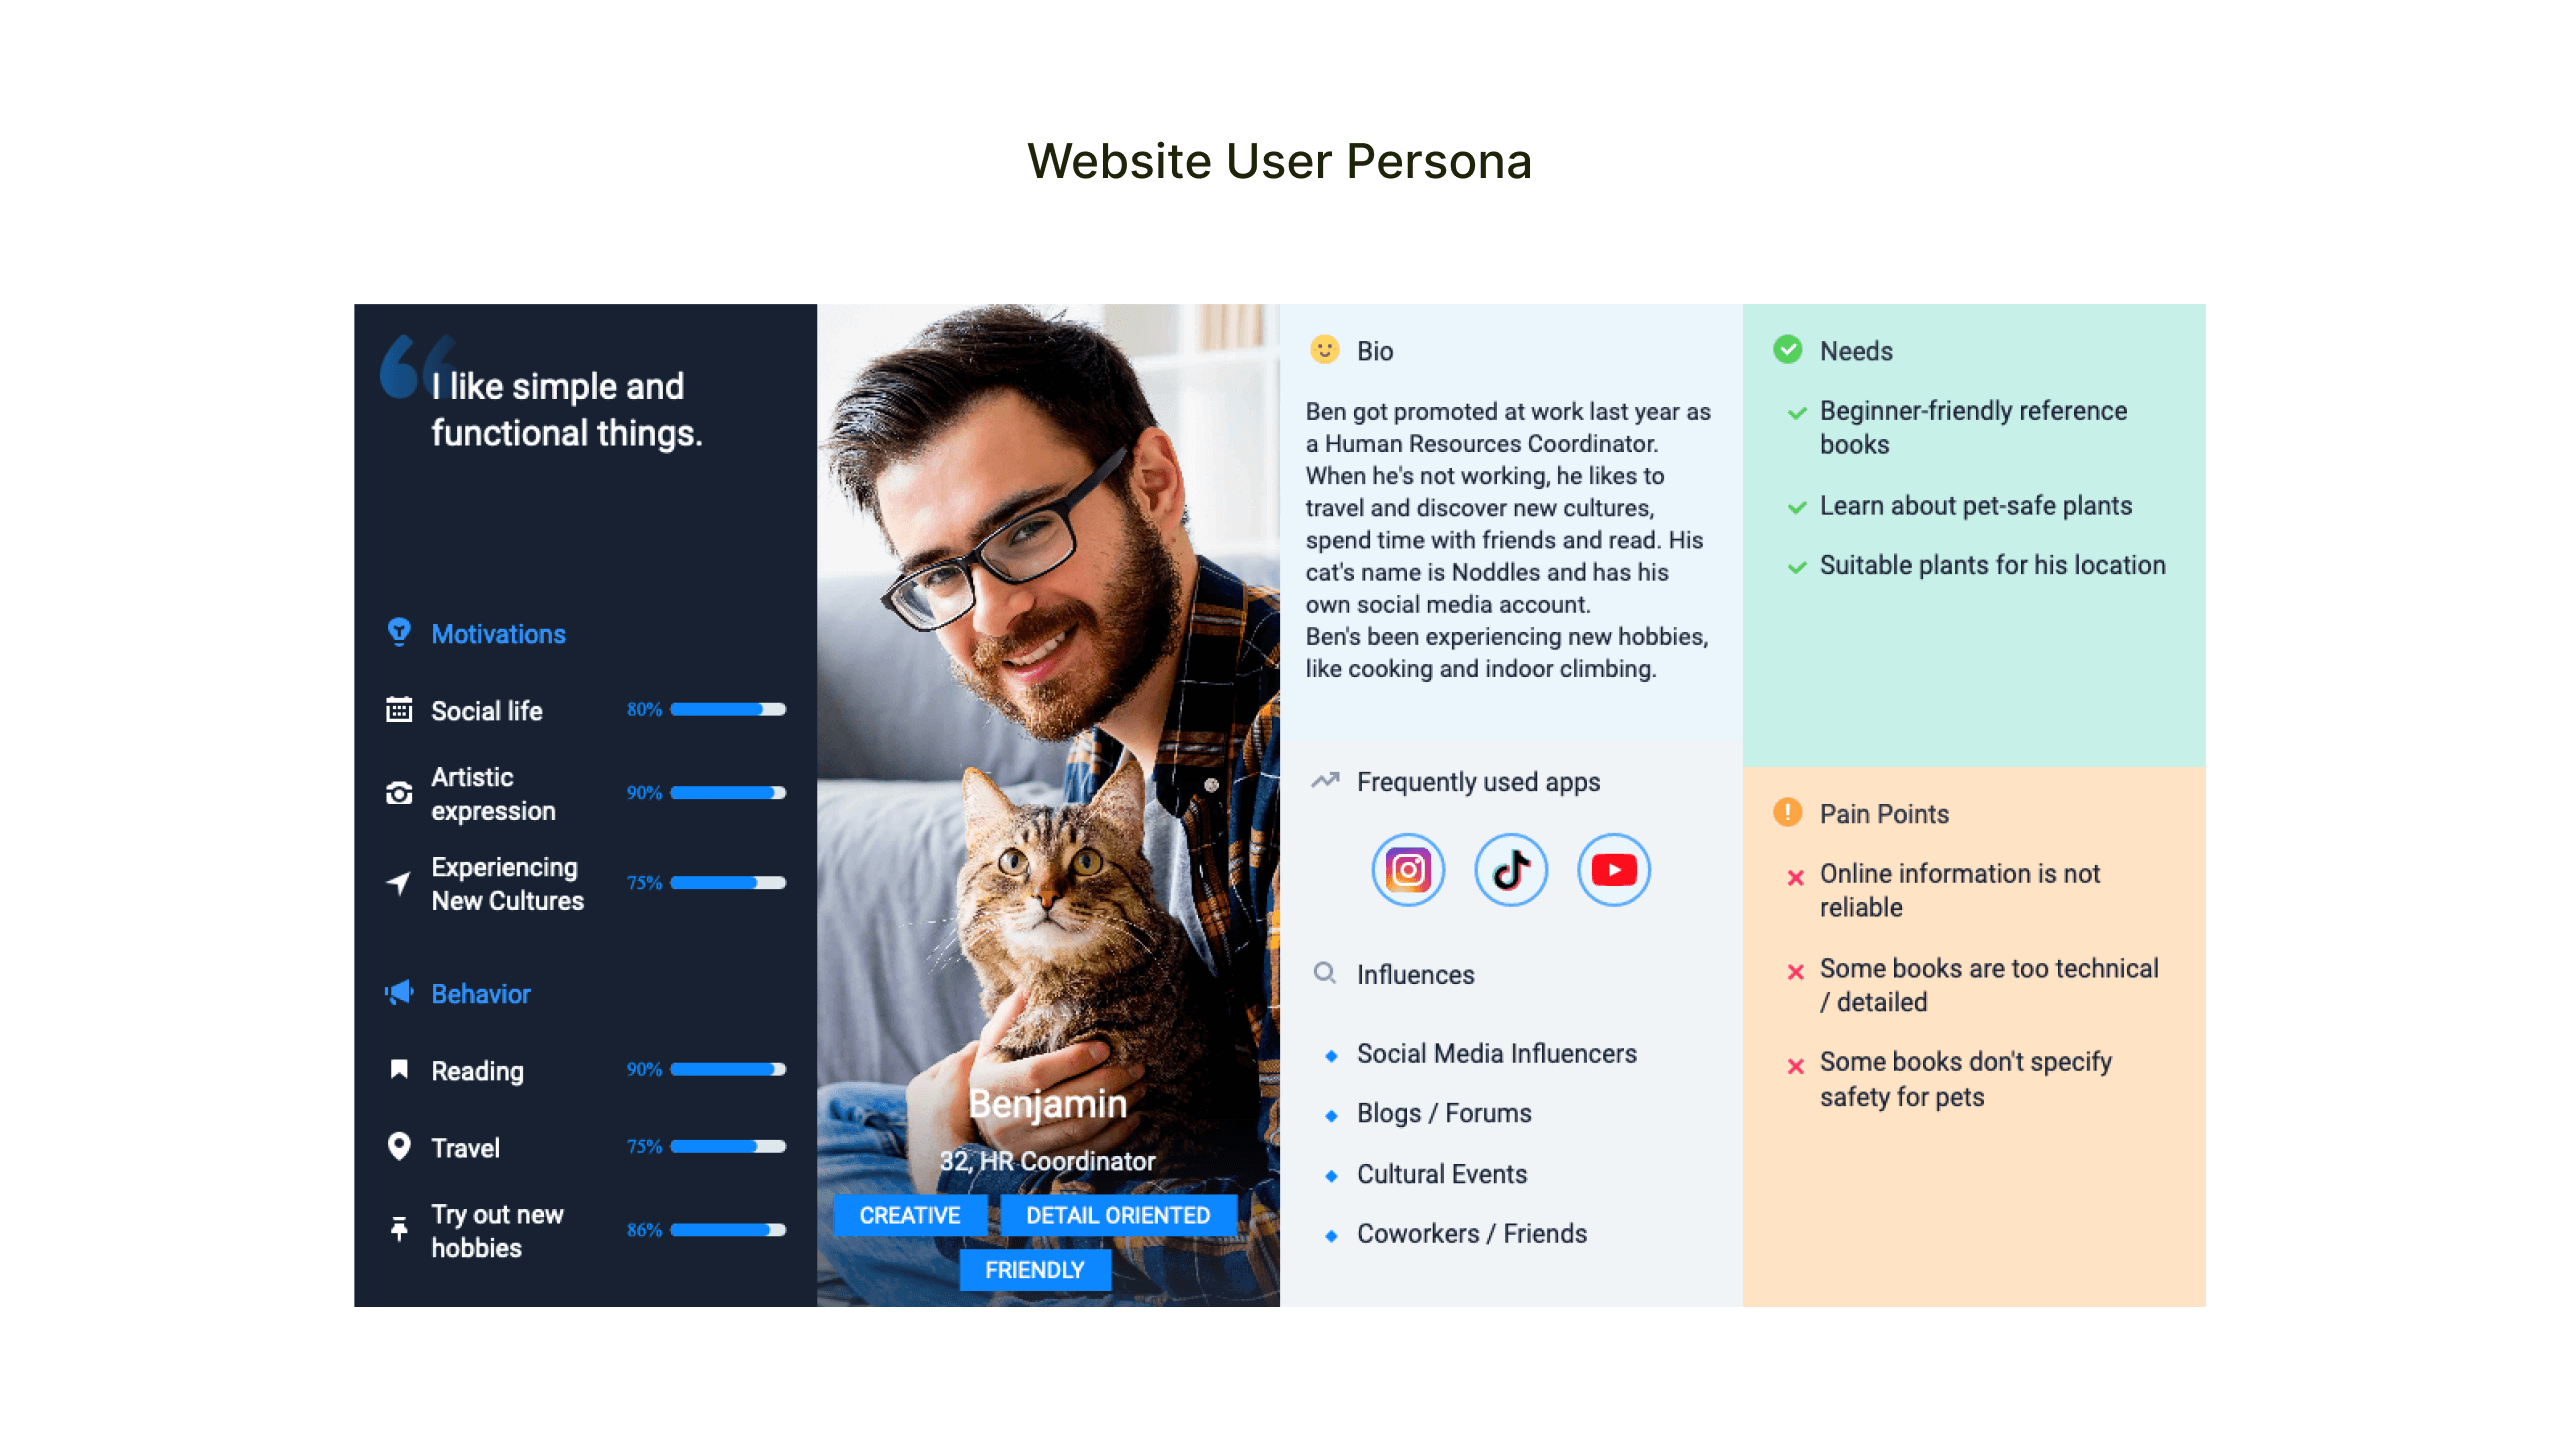 Website User Persona
I like simple and
functional things.
Motivations
Social life 80%
Artistic
expression 90%
Experiencing
New Cultures 75%
Behavior
Reading 90%
Travel 75%
Try out new
hobbies 86%
Benjamin
32, HR Coordinator
CREATIVE DETAIL ORIENTED
FRIENDLY
Bio
Ben got promoted at work last year as
a Human Resources Coordinator.
When he's not working, he likes to
travel and discover new cultures,
spend time with friends and read. His
cat's name is Noddles and has his
own social media account.
Ben's been experiencing new hobbies,
like cooking and indoor climbing.
Frequently used apps
Influences
Social Media Influencers
Blogs / Forums
Cultural Events
Coworkers / Friends
Needs
Beginner-friendly reference
books
Learn about pet-safe plants
Suitable plants for his location
Pain Points
Online information is not
reliable
Some books are too technical
/ detailed
Some books don't specify
safety for pets